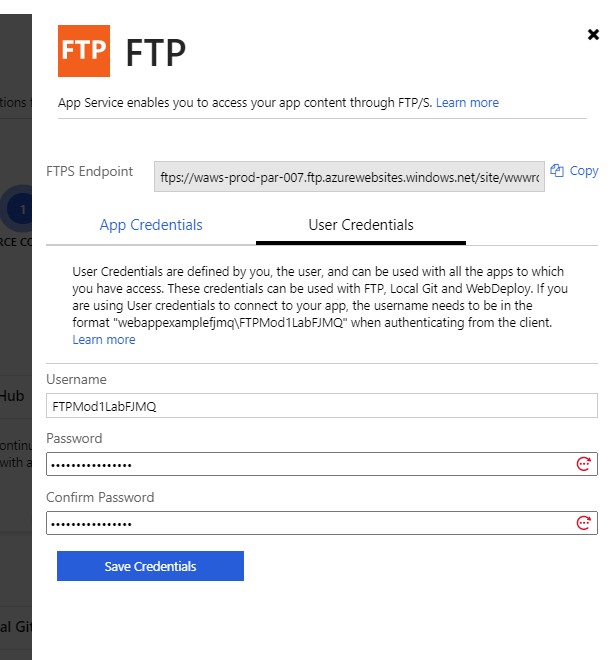 FTP FTP
App Service enables you to access your app content through FTP/S. Learn more
FTPS Endpoint
ftps://waws-prod-par-007.ftp.azurewebsites.windows.net/site/wwwro
Copy
App Credentials
User Credentials
User Credentials are defined by you, the user, and can be used with all the apps to which
you have access. These credentials can be used with FTP, Local Git and WebDeploy. If you
are using User credentials to connect to your app, the username needs to be in the
format "webappexamplefjmq\FTPMod1LabFJMQ" when authenticating from the client.
Learn more
Username
FTPMod1LabFJMQ
Password
••••••••••••••••
Confirm Password
••••••••••••••••
Save Credentials
tions
1
RCE CO
Hub
ontinu
with a
al Git